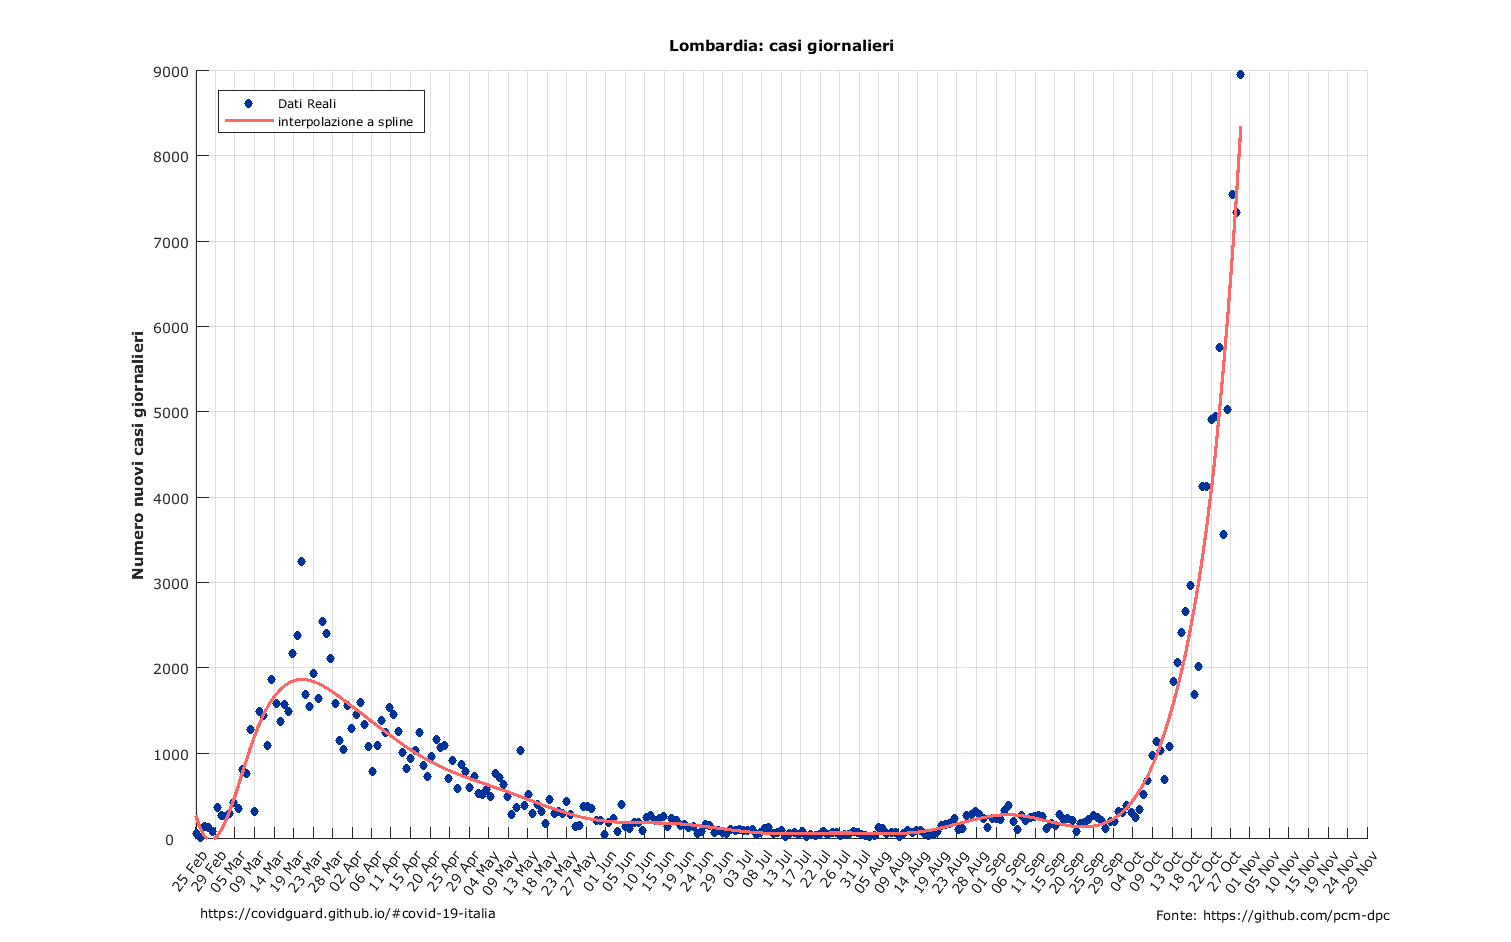 Lombardia: casi giornalieri
Dati Reali
interpolazione a spline
Numero nuovi casi giornalieri
9000
8000
7000
6000
5000
4000
3000
2000
1000
0
25 Feb
29 Feb
05 Mar
09 Mar
14 Mar
19 Mar
23 Mar
28 Mar
02 Apr
06 Apr
11 Apr
15 Apr
20 Apr
25 Apr
29 Apr
04 May
09 May
13 May
18 May
23 May
27 May
01 Jun
05 Jun
10 Jun
15 Jun
19 Jun
24 Jun
29 Jun
03 Jul
08 Jul
13 Jul
17 Jul
22 Jul
26 Jul
31 Jul
05 Aug
09 Aug
14 Aug
19 Aug
23 Aug
28 Aug
01 Sep
06 Sep
11 Sep
15 Sep
20 Sep
25 Sep
29 Sep
04 Oct
09 Oct
13 Oct
18 Oct
22 Oct
27 Oct
01 Nov
05 Nov
10 Nov
15 Nov
19 Nov
24 Nov
29 Nov
https://covidguard.github.io/#covid-19-italia
Fonte: https://github.com/pcm-dpc